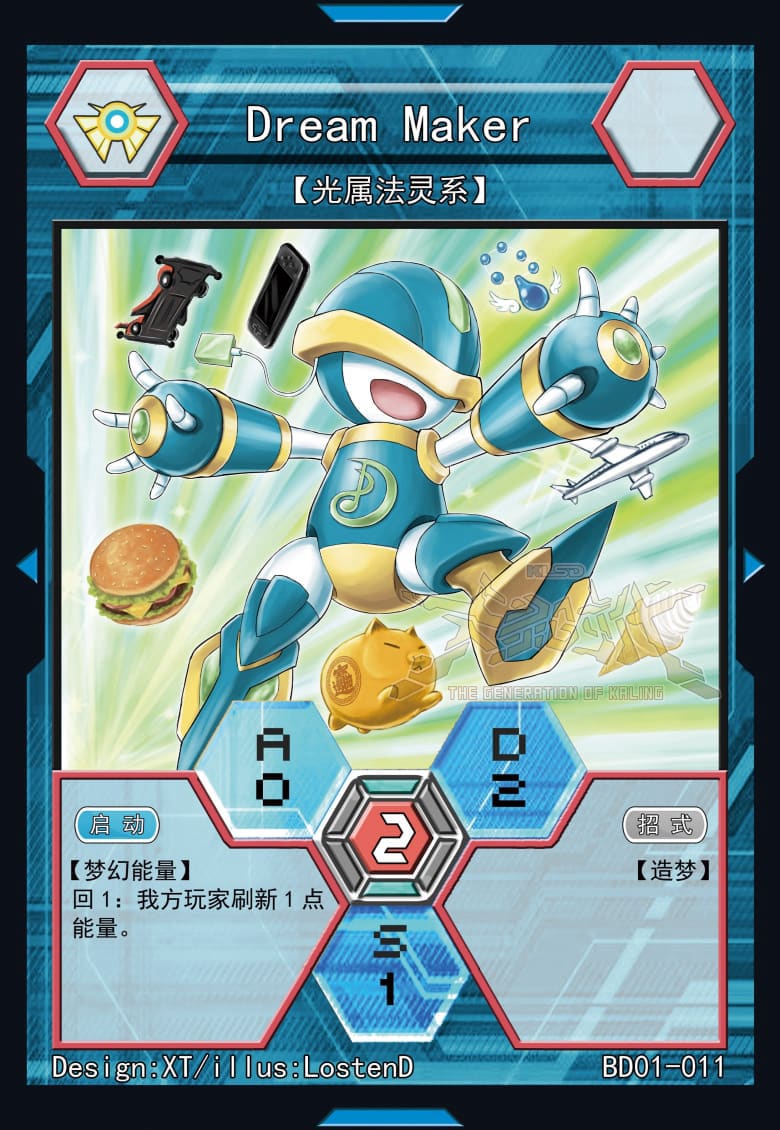 Dream Maker
【光属法灵系】
KLSD
THE GENERATION OF KALING
A
0
D
2
2
启动
招式
【梦幻能量】
回1：我方玩家刷新1点
能量。
【造梦】
S
1
Design:XT/illus:LostenD
BD01-011